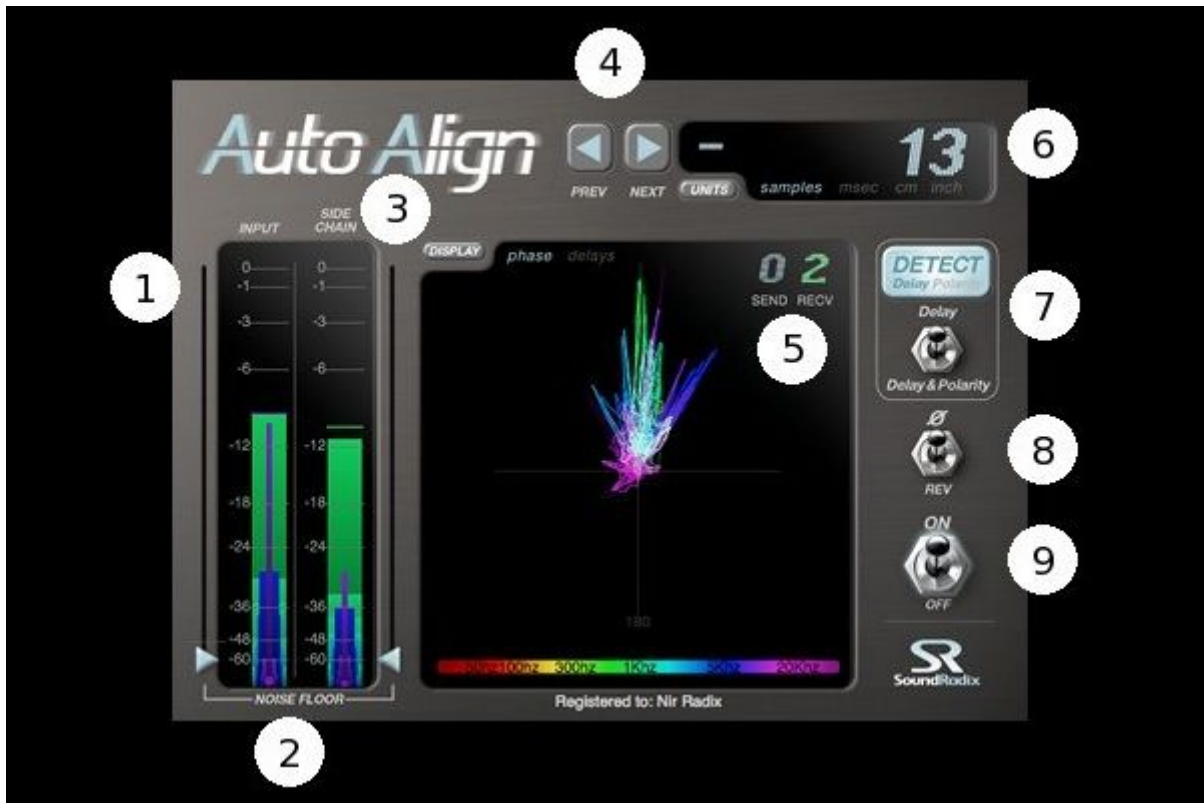 4
Auto Align
PREV NEXT
UNITS
- 13
samples msec cm inch
6
3
INPUT SIDE CHAIN
1
0 0
-1 -1
-3 -3
-6 -6
-12 -12
-18 -18
-24 -24
-36 -36
-48 -48
-60 -60
NOISE FLOOR
2
DISPLAY
phase delays
0 2
SEND RECV
5
180
50hz 100hz 300hz 1Khz 5Khz 20Khz
Registered to: Nir Radix
DETECT
Delay Polarity
Delay
7
Delay & Polarity
Ø
8
REV
ON
9
OFF
SR
SoundRadix